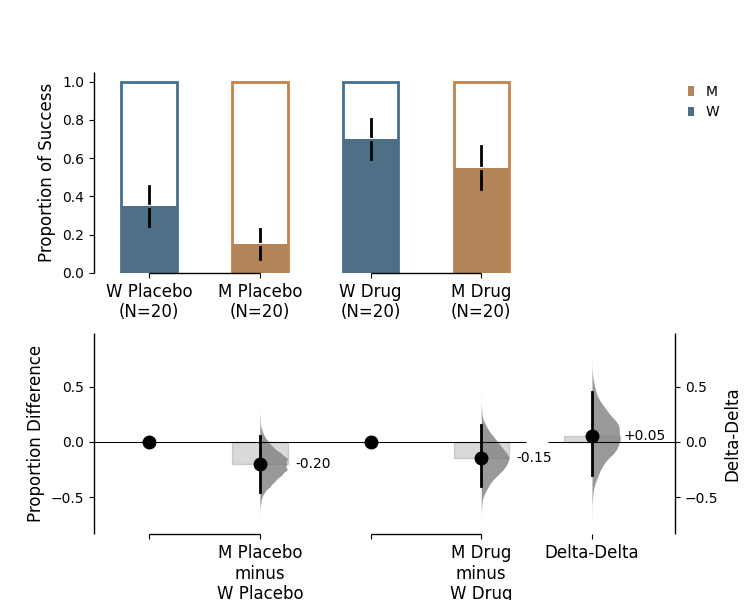 Proportion of Success
1.0
0.8
0.6
0.4
0.2
0.0
M
W
W Placebo
(N=20)
M Placebo
(N=20)
W Drug
(N=20)
M Drug
(N=20)
Proportion Difference
0.5
0.0
−0.5
-0.20
-0.15
+0.05
0.5
0.0
−0.5
Delta-Delta
M Placebo
minus
W Placebo
M Drug
minus
W Drug
Delta-Delta